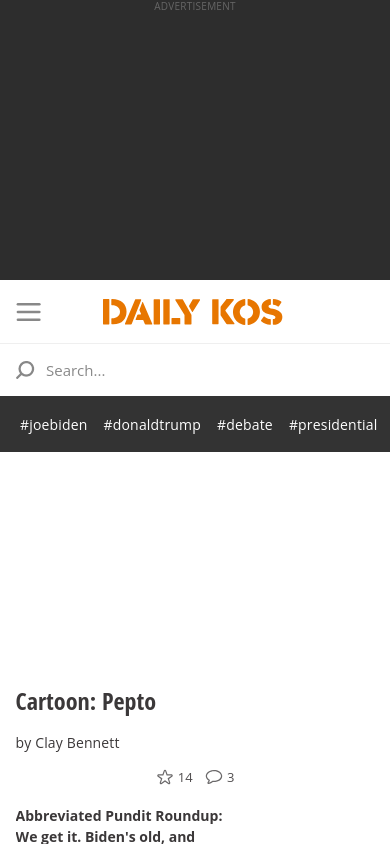 ADVERTISEMENT
DAILY KOS
Search...
#joebiden #donaldtrump #debate #presidential
Cartoon: Pepto
by Clay Bennett
14 3
Abbreviated Pundit Roundup:
We get it. Biden's old, and